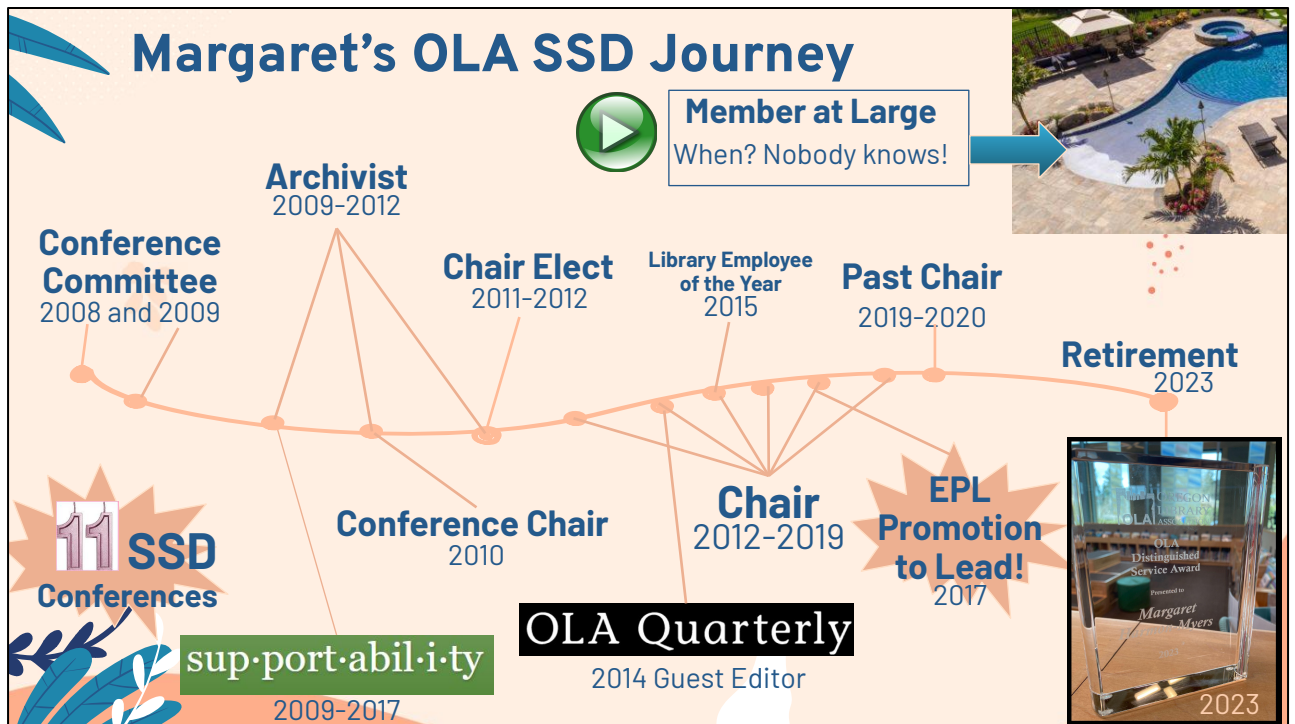 Margaret's OLA SSD Journey
Member at Large
When? Nobody knows!
Archivist
2009-2012
Conference
Committee
2008 and 2009
Chair Elect
2011-2012
Library Employee
of the Year
2015
Past Chair
2019-2020
Retirement
2023
11 SSD
Conferences
Conference Chair
2010
Chair
2012-2019
EPL
Promotion
to Lead!
2017
sup·port·abil·i·ty
2009-2017
OLA Quarterly
2014 Guest Editor
OREGON
LIBRARY
OLA
OLA
Distinguished
Service Award
Presented to
Margaret
Myers
2023